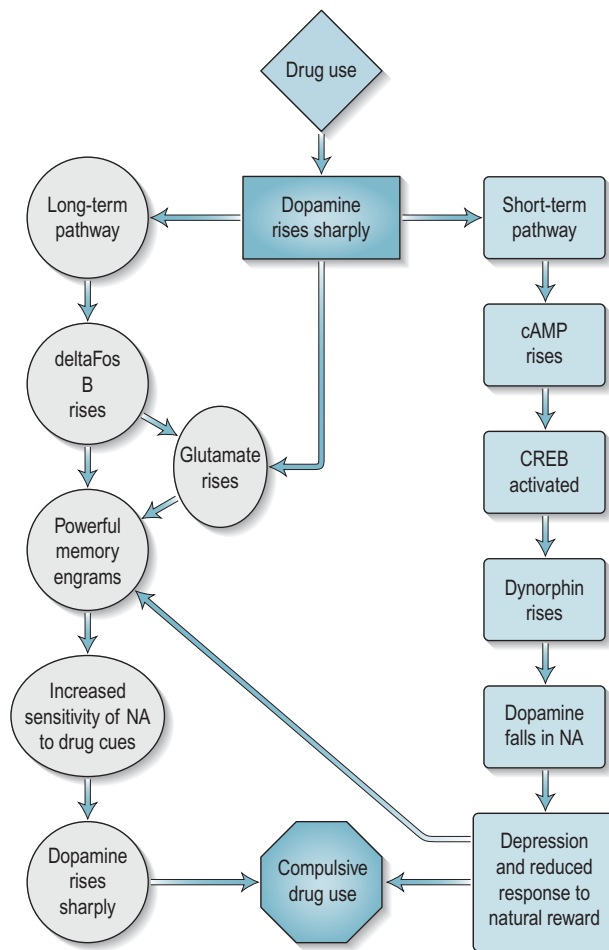 Drug use
Dopamine
rises sharply
Long-term
pathway
deltaFos
B
rises
Glutamate
rises
Powerful
memory
engrams
Increased
sensitivity of NA
to drug cues
Dopamine
rises
sharply
Short-term
pathway
cAMP
rises
CREB
activated
Dynorphin
rises
Dopamine
falls in NA
Depression
and reduced
response to
natural reward
Compulsive
drug use